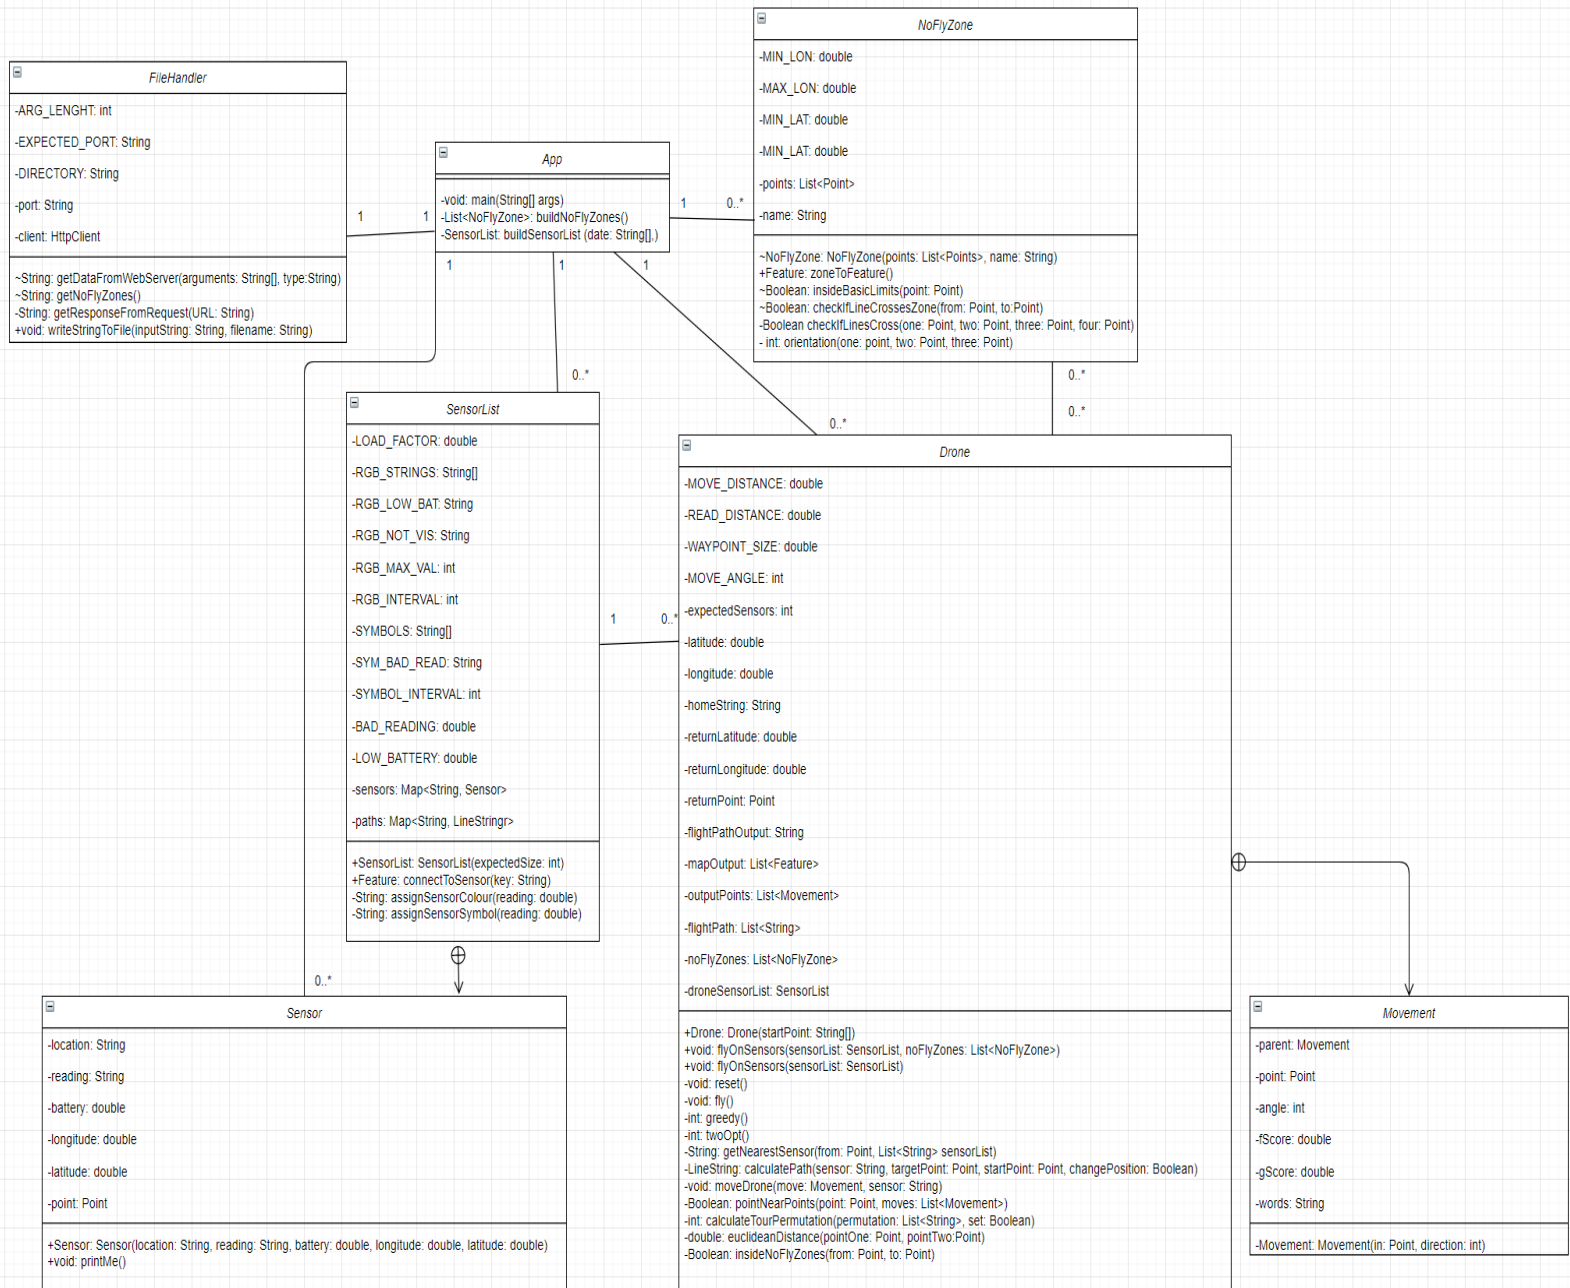 FileHandler
-ARG_LENGHT: int
-EXPECTED_PORT: String
-DIRECTORY: String
-port: String
-client: HttpClient
~String: getDataFromWebServer(arguments: String[], type:String)
~String: getNoFlyZones()
-String: getResponseFromRequest(URL: String)
+void: writeStringToFile(inputString: String, filename: String)
1
1
App
-void: main(String[] args)
-List<NoFlyZone>: buildNoFlyZones()
-SensorList: buildSensorList (date: String[],)
1
0..*
1
1
1
NoFlyZone
-MIN_LON: double
-MAX_LON: double
-MIN_LAT: double
-MIN_LAT: double
-points: List<Point>
-name: String
~NoFlyZone: NoFlyZone(points: List<Points>, name: String)
+Feature: zoneToFeature()
~Boolean: insideBasicLimits(point: Point)
~Boolean: checkIfLineCrossesZone(from: Point, to:Point)
-Boolean checkIfLinesCross(one: Point, two: Point, three: Point, four: Point)
- int: orientation(one: point, two: Point, three: Point)
0..*
0..*
0..*
0..*
SensorList
-LOAD_FACTOR: double
-RGB_STRINGS: String[]
-RGB_LOW_BAT: String
-RGB_NOT_VIS: String
-RGB_MAX_VAL: int
-RGB_INTERVAL: int
-SYMBOLS: String[]
-SYM_BAD_READ: String
-SYMBOL_INTERVAL: int
-BAD_READING: double
-LOW_BATTERY: double
-sensors: Map<String, Sensor>
-paths: Map<String, LineStringr>
+SensorList: SensorList(expectedSize: int)
+Feature: connectToSensor(key: String)
-String: assignSensorColour(reading: double)
-String: assignSensorSymbol(reading: double)
1
0..*
Drone
-MOVE_DISTANCE: double
-READ_DISTANCE: double
-WAYPOINT_SIZE: double
-MOVE_ANGLE: int
-expectedSensors: int
-latitude: double
-longitude: double
-homeString: String
-returnLatitude: double
-returnLongitude: double
-returnPoint: Point
-flightPathOutput: String
-mapOutput: List<Feature>
-outputPoints: List<Movement>
-flightPath: List<String>
-noFlyZones: List<NoFlyZone>
-droneSensorList: SensorList
+Drone: Drone(startPoint: String[])
+void: flyOnSensors(sensorList: SensorList, noFlyZones: List<NoFlyZone>)
+void: flyOnSensors(sensorList: SensorList)
-void: reset()
-void: fly()
-int: greedy()
-int: twoOpt()
-String: getNearestSensor(from: Point, List<String> sensorList)
-LineString: calculatePath(sensor: String, targetPoint: Point, startPoint: Point, changePosition: Boolean)
-void: moveDrone(move: Movement, sensor: String)
-Boolean: pointNearPoints(point: Point, moves: List<Movement>)
-int: calculateTourPermutation(permutation: List<String>, set: Boolean)
-double: euclideanDistance(pointOne: Point, pointTwo:Point)
-Boolean: insideNoFlyZones(from: Point, to: Point)
0..*
Sensor
-location: String
-reading: String
-battery: double
-longitude: double
-latitude: double
-point: Point
+Sensor: Sensor(location: String, reading: String, battery: double, longitude: double, latitude: double)
+void: printMe()
Movement
-parent: Movement
-point: Point
-angle: int
-fScore: double
-gScore: double
-words: String
-Movement: Movement(in: Point, direction: int)